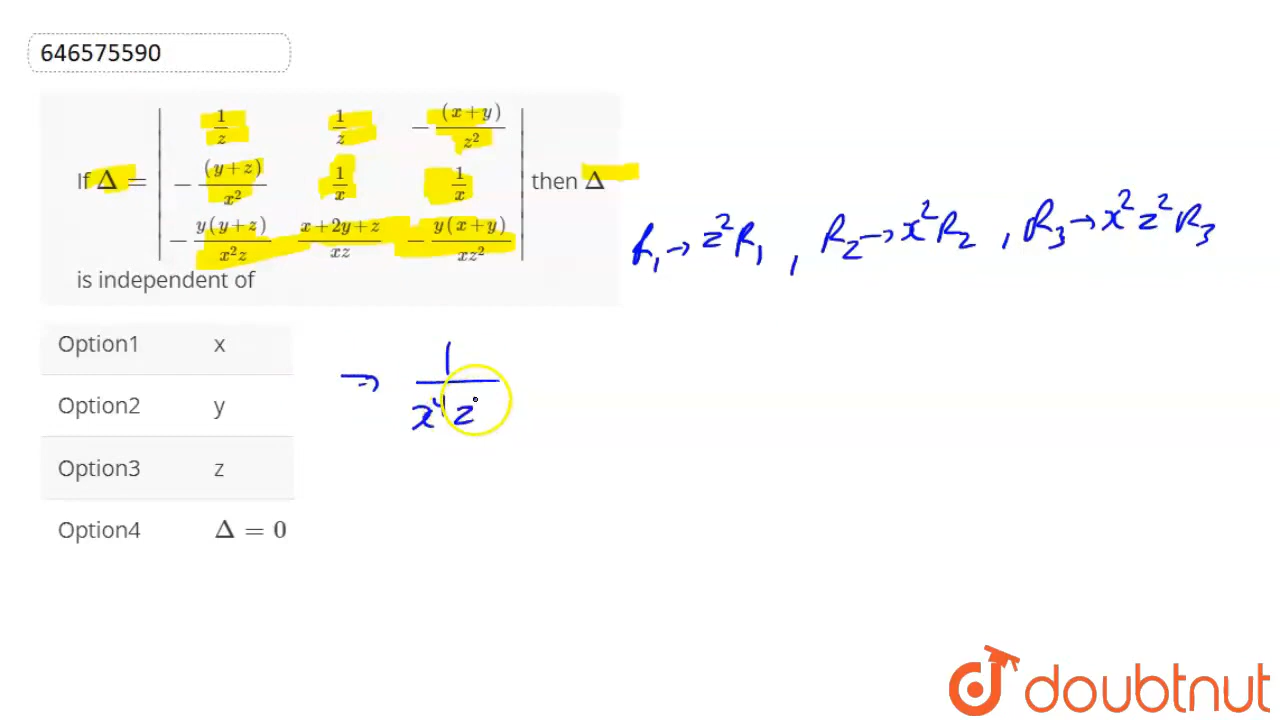 646575590
If Δ = | 1/z 1/z −(x+y)/z² |
| −(y+z)/x² 1/x 1/x | then Δ
| −y(y+z)/x²z x+2y+z/xz −y(x+y)/xz² |
is independent of
R₁→z²R₁ , R₂→x²R₂ , R₃→x²z²R₃
Option1 x
⇒ 1/x⁴z
Option2 y
Option3 z
Option4 Δ = 0
doubtnut